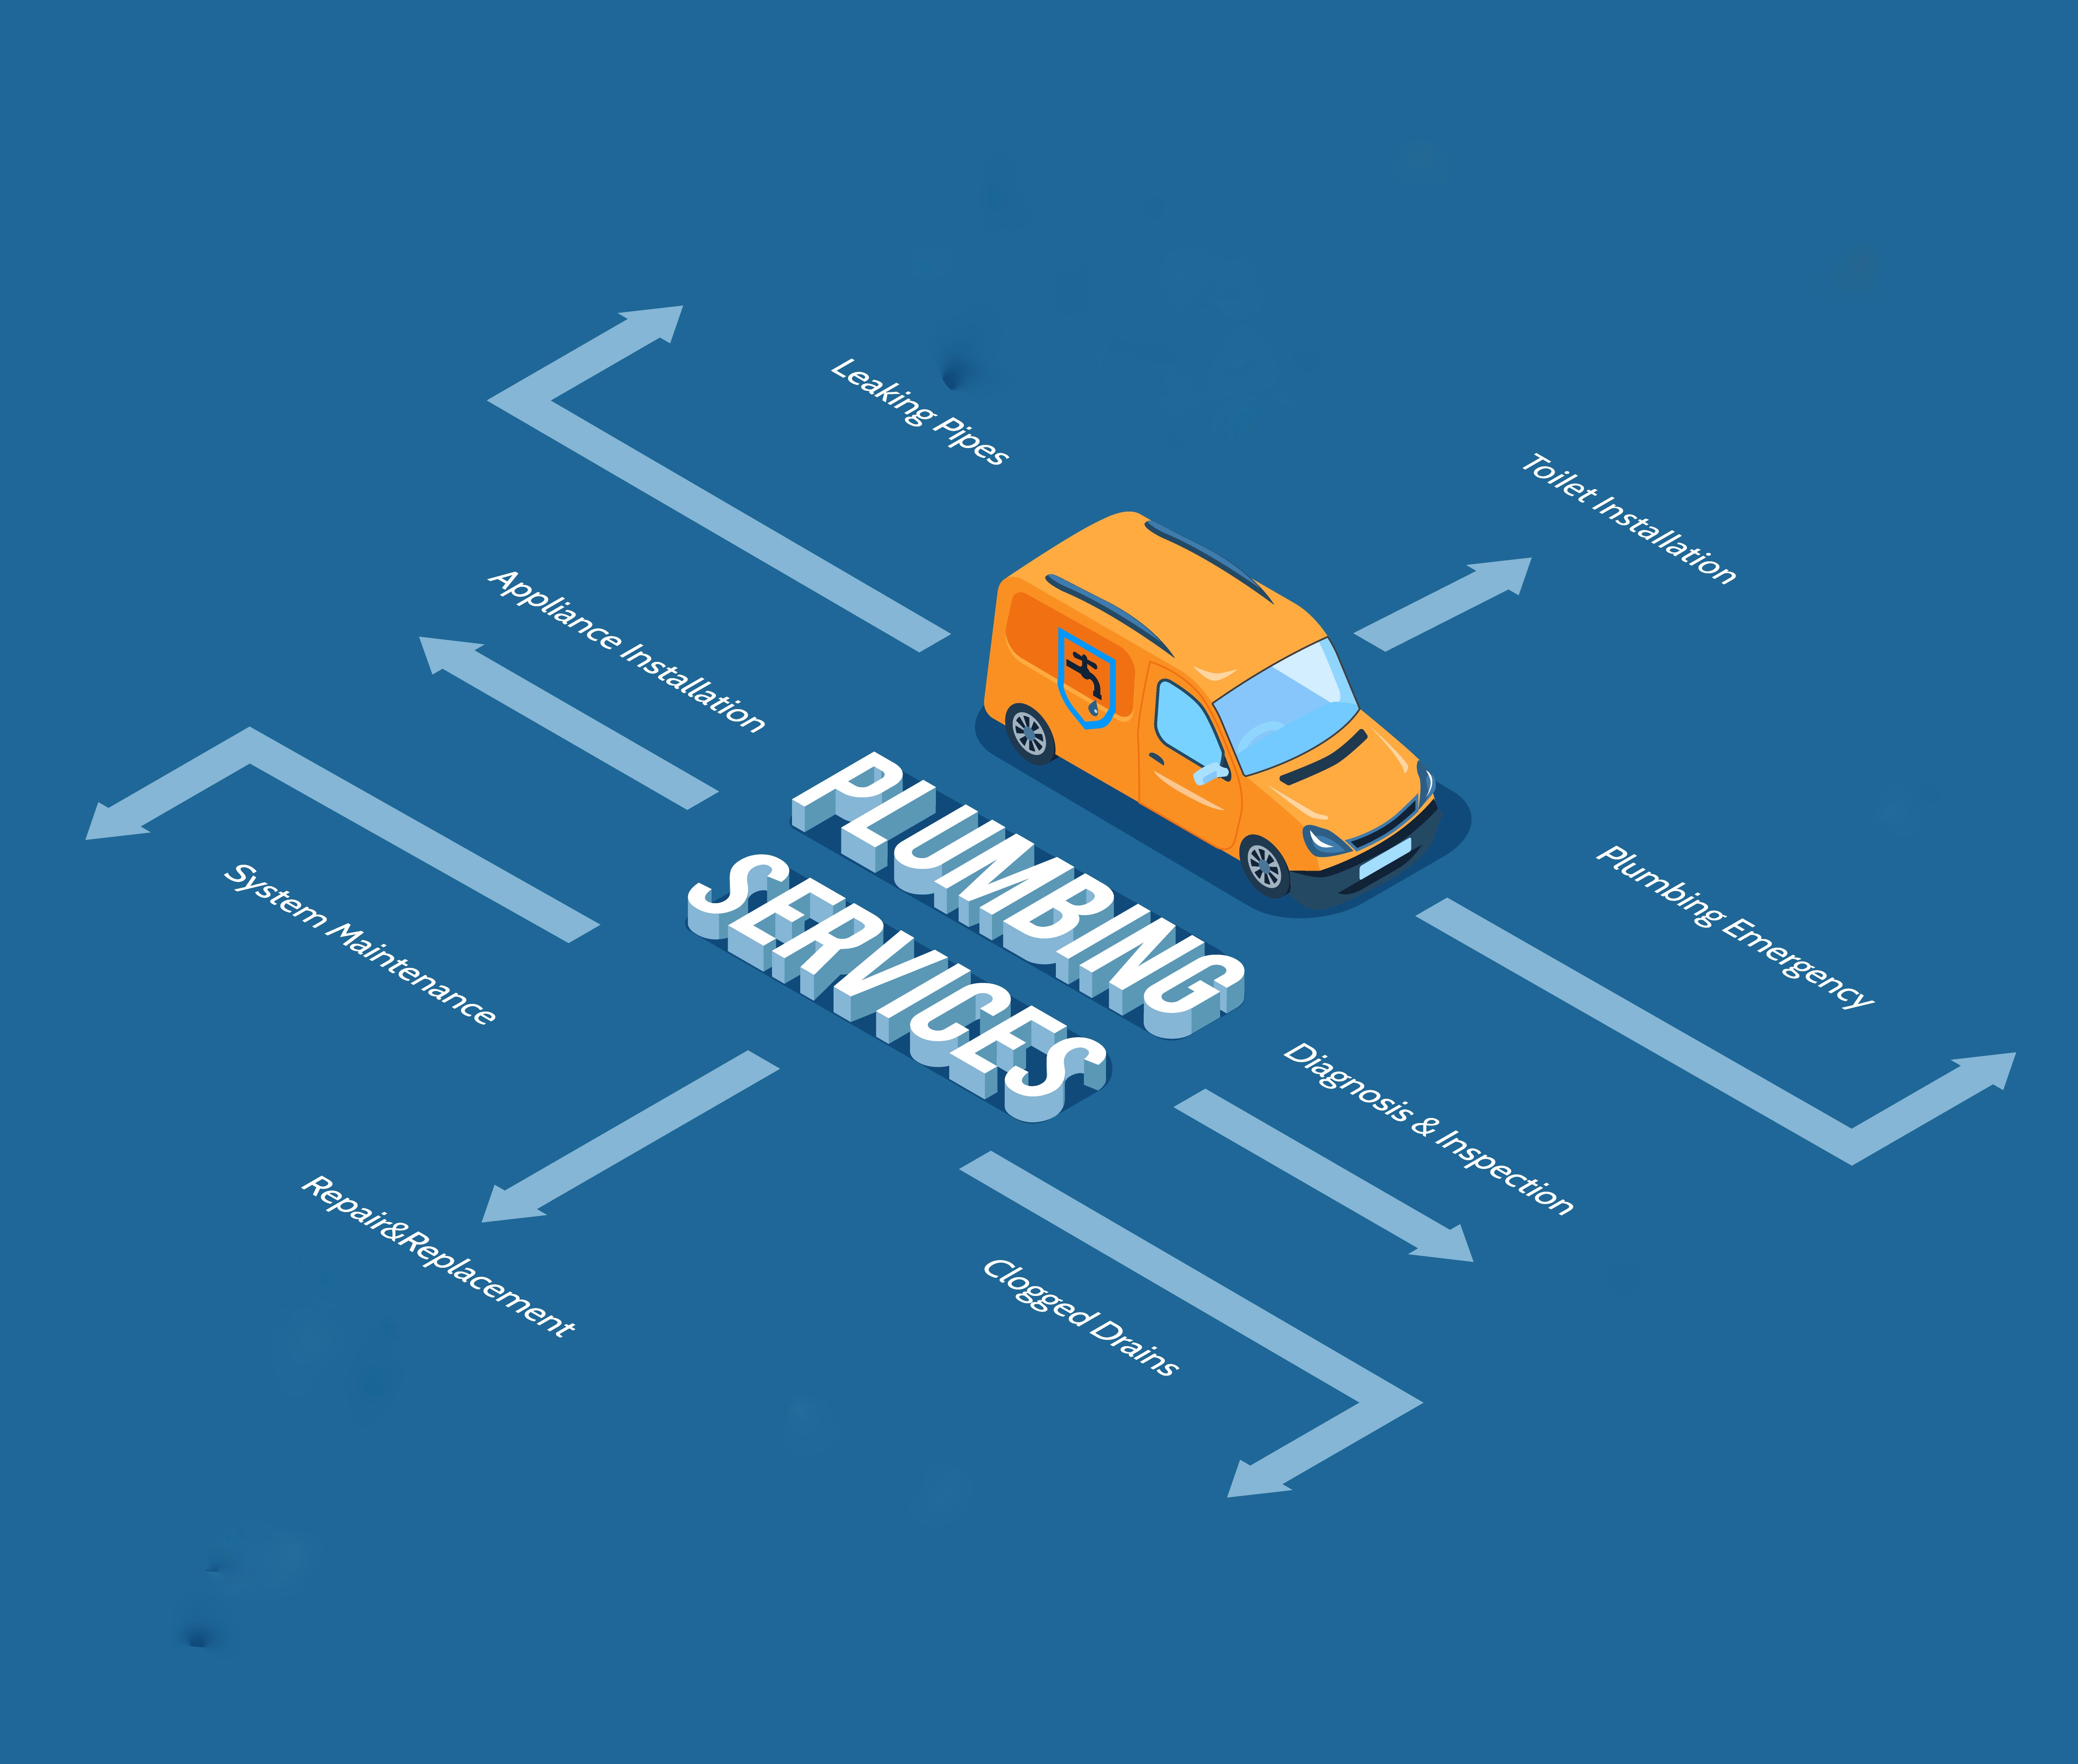 Leaking Pipes
Toilet Installation
Appliance Installation
PLUMBING
SERVICES
Plumbing Emergency
System Maintenance
Diagnosis & Inspection
Repair&Replacement
Clogged Drains